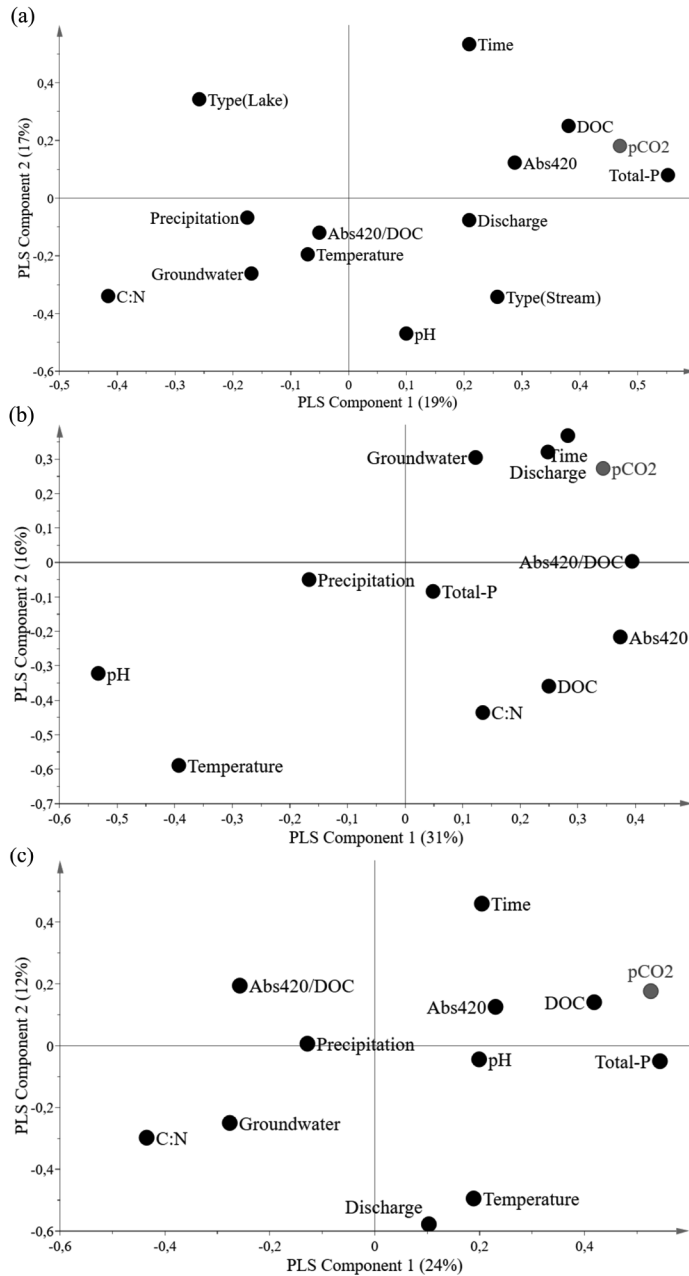 (a)
0,4
0,2
0
-0,2
-0,4
-0,6
PLS Component 2 (17%)
Time
Type(Lake)
DOC
pCO2
Abs420
Total-P
Precipitation
Discharge
Abs420/DOC
Temperature
Groundwater
C:N
Type(Stream)
pH
-0,5 -0,4 -0,3 -0,2 -0,1 0 0,1 0,2 0,3 0,4 0,5
PLS Component 1 (19%)
(b)
0,3
0,2
0,1
0
-0,1
-0,2
-0,3
-0,4
-0,5
-0,6
-0,7
PLS Component 2 (16%)
Groundwater
Time
Discharge
pCO2
Abs420/DOC
Precipitation
Total-P
Abs420
pH
DOC
C:N
Temperature
-0,6 -0,5 -0,4 -0,3 -0,2 -0,1 0 0,1 0,2 0,3 0,4
PLS Component 1 (31%)
(c)
0,4
0,2
0
-0,2
-0,4
-0,6
PLS Component 2 (12%)
Time
pCO2
Abs420/DOC
Abs420
DOC
Precipitation
pH
Total-P
Groundwater
C:N
Temperature
Discharge
-0,6 -0,4 -0,2 0 0,2 0,4 0,6
PLS Component 1 (24%)